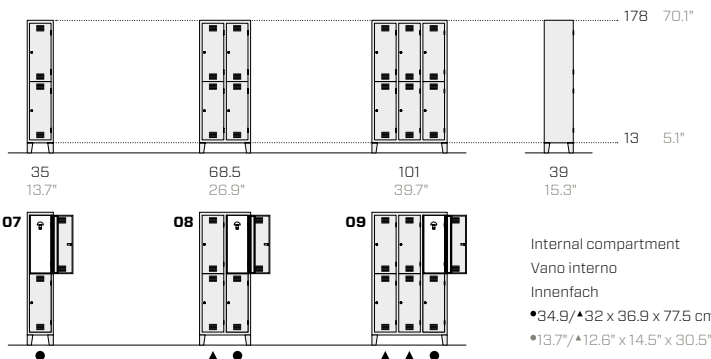 178 70.1"
13 5.1"
35 68.5 101 39
13.7" 26.9" 39.7" 15.3"
07 08 09
Internal compartment
Vano interno
Innenfach
●34.9/▲32 x 36.9 x 77.5 cm
●13.7"/▲12.6" x 14.5" x 30.5"